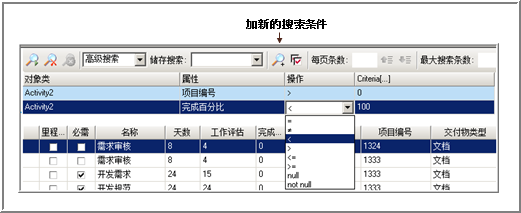 加新的搜索条件
高级搜索 储存搜索: 每页条数: 最大搜索条数:
对象类 属性 操作 Criteria[...]
Activity2 项目编号 > 0
Activity2 完成百分比 < 100
=
≠
<
>
<=
>=
null
not null
里程... 必需 名称 天数 工作评估 完成... 项目编号 交付物类型
需求审核 8 4 0 1324 文档
需求审核 8 4 0 1333 文档
开发需求 24 15 0 1333 文档
开发规范 24 24 0 1333 文档